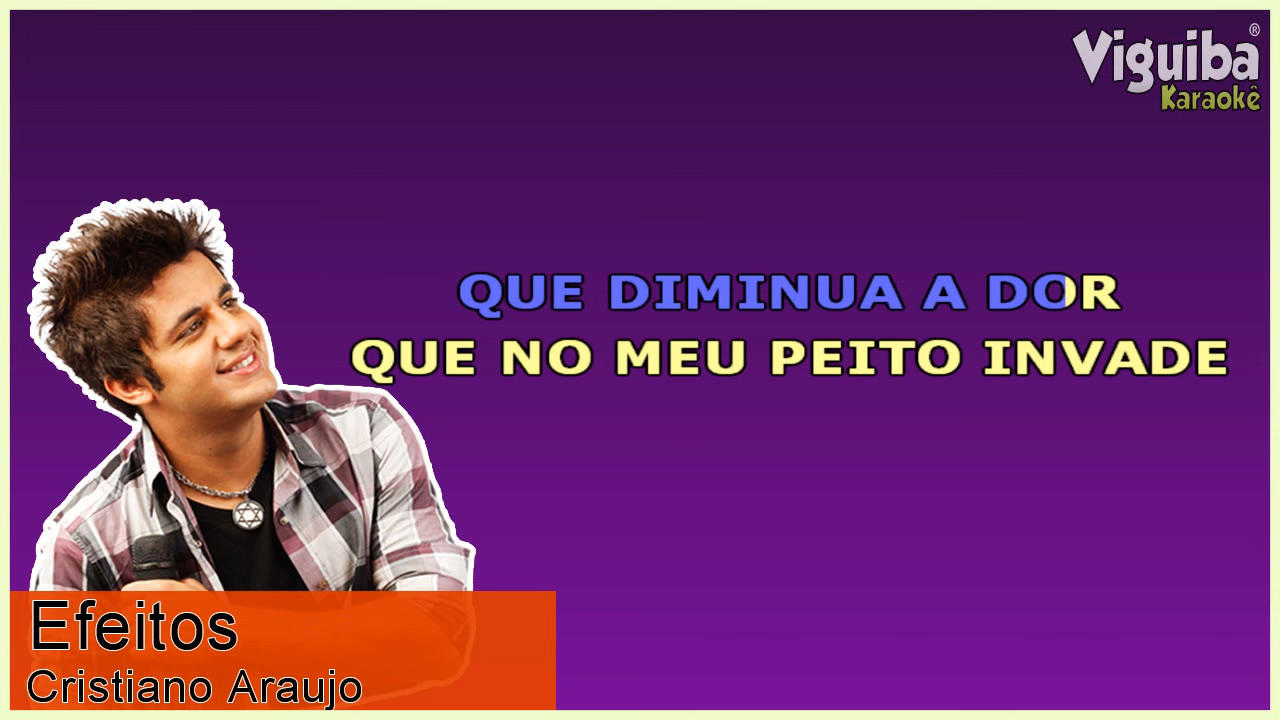 Viguiba®
Karaokê
QUE DIMINUA A DOR
QUE NO MEU PEITO INVADE
Efeitos
Cristiano Araujo